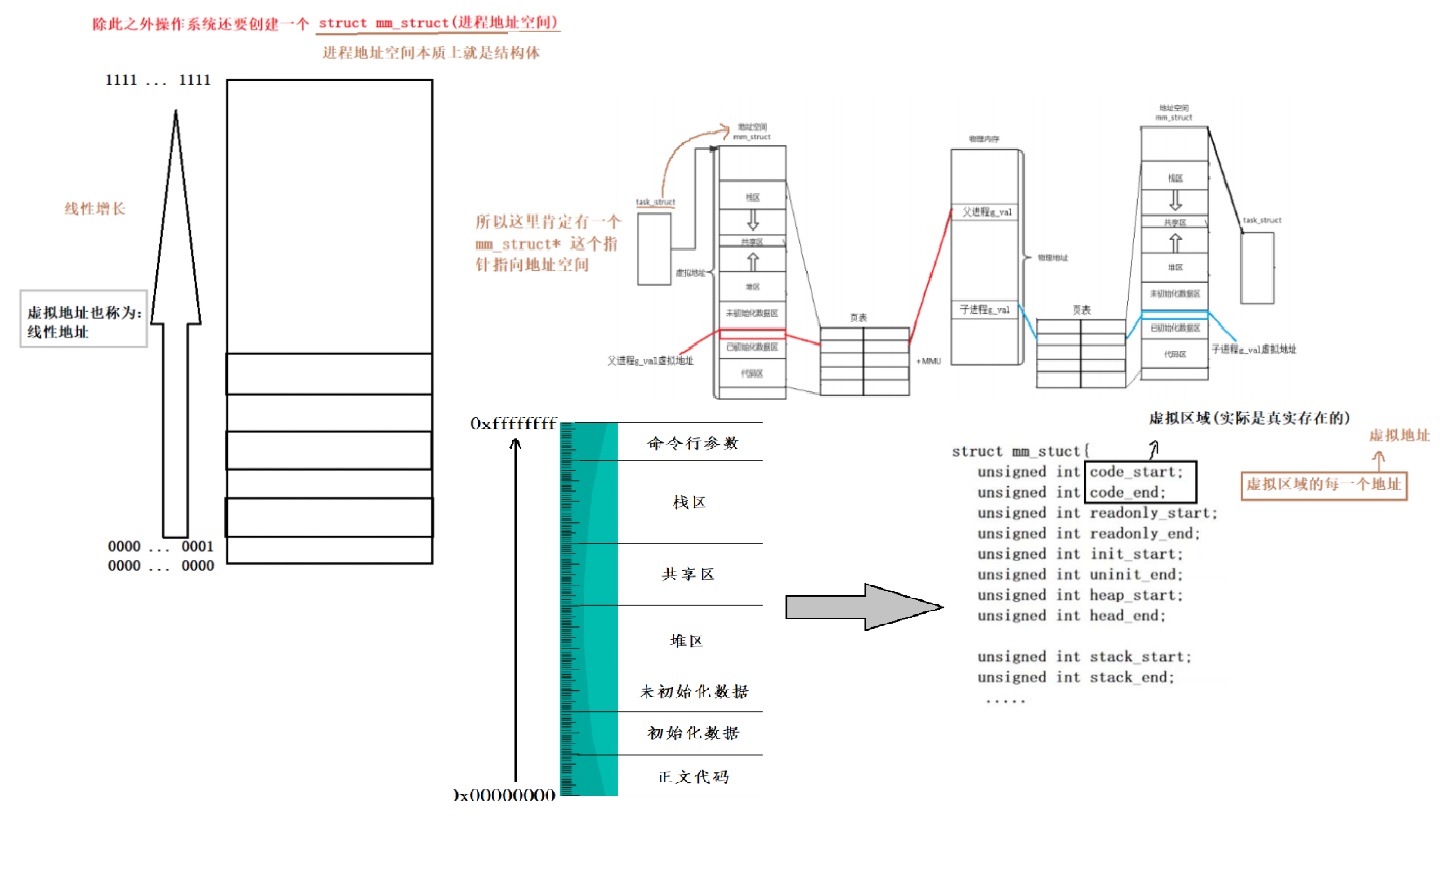 除此之外操作系统还要创建一个 struct mm_struct(进程地址空间)
进程地址空间本质上就是结构体
1111 ... 1111
线性增长
虚拟地址也称为:
线性地址
0000 ... 0001
0000 ... 0000
所以这里肯定有一个
mm_struct* 这个指
针指向地址空间
task_struct
地址空间
mm_struct
栈区
共享区
堆区
未初始化数据区
已初始化数据区
代码区
虚拟地址
父进程g_val虚拟地址
页表
+MMU
物理内存
父进程g_val
子进程g_val
物理地址
页表
地址空间
mm_struct
栈区
共享区
堆区
未初始化数据区
已初始化数据区
代码区
task_struct
子进程g_val虚拟地址
0xffffffff
命令行参数
栈区
共享区
堆区
未初始化数据
初始化数据
正文代码
)x00000000
虚拟区域(实际是真实存在的)
虚拟地址
虚拟区域的每一个地址
struct mm_stuct{
unsigned int code_start;
unsigned int code_end;
unsigned int readonly_start;
unsigned int readonly_end;
unsigned int init_start;
unsigned int uninit_end;
unsigned int heap_start;
unsigned int head_end;
unsigned int stack_start;
unsigned int stack_end;
.....